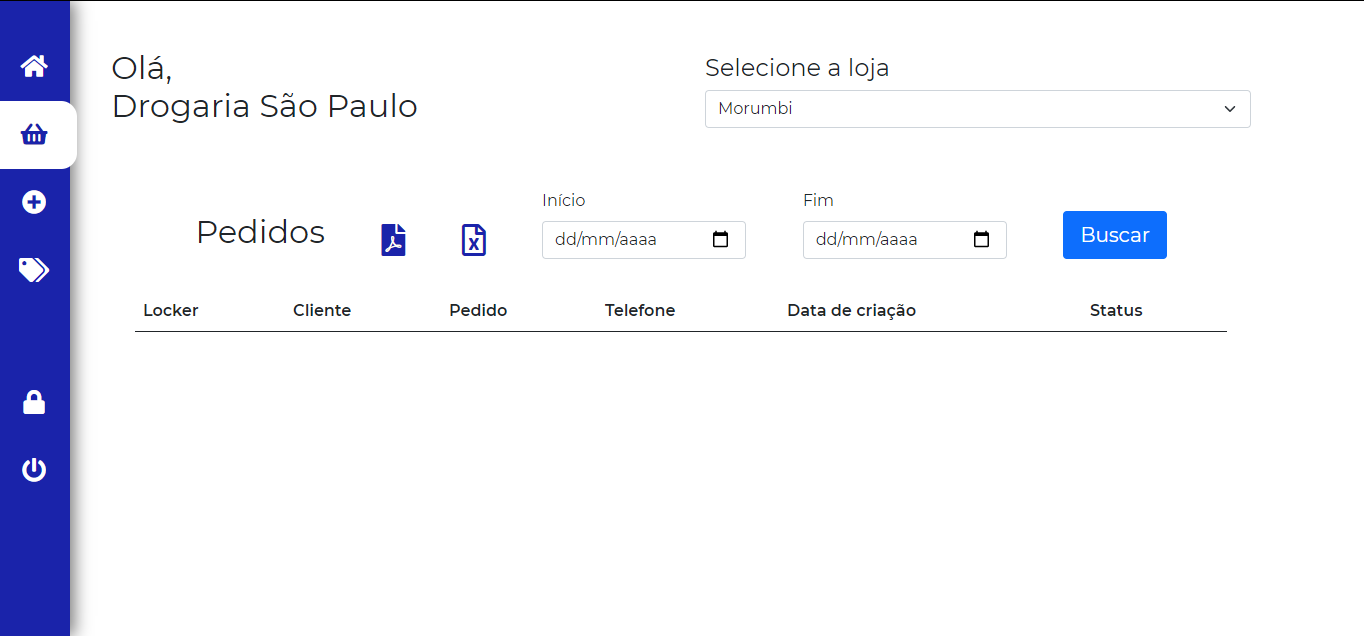 Olá,
Drogaria São Paulo
Selecione a loja
Morumbi
Pedidos
Início
dd/mm/aaaa
Fim
dd/mm/aaaa
Buscar
Locker Cliente Pedido Telefone Data de criação Status